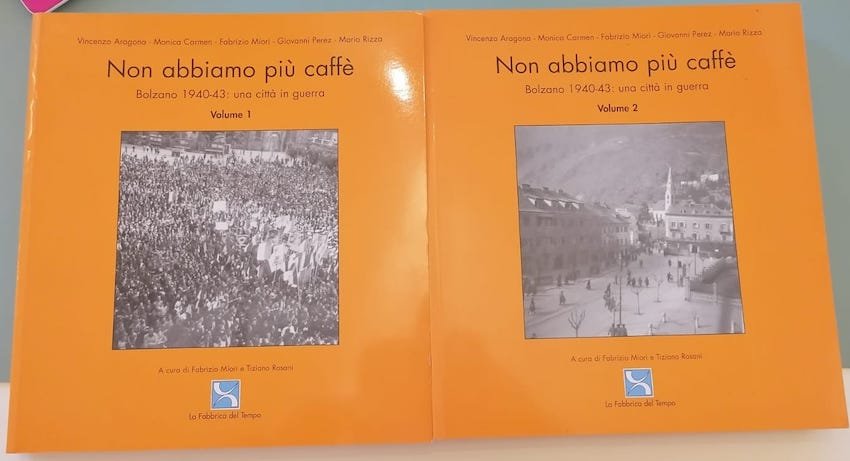 Vincenzo Aragona - Monica Carmen - Fabrizio Miori - Giovanni Perez - Mario Rizza
Non abbiamo più caffè
Bolzano 1940-43: una città in guerra
Volume 1
A cura di Fabrizio Miori e Tiziano Rosani
La Fabbrica del Tempo
Vincenzo Aragona - Monica Carmen - Fabrizio Miori - Giovanni Perez - Mario Rizza
Non abbiamo più caffè
Bolzano 1940-43: una città in guerra
Volume 2
A cura di Fabrizio Miori e Tiziano Rosani
La Fabbrica del Tempo